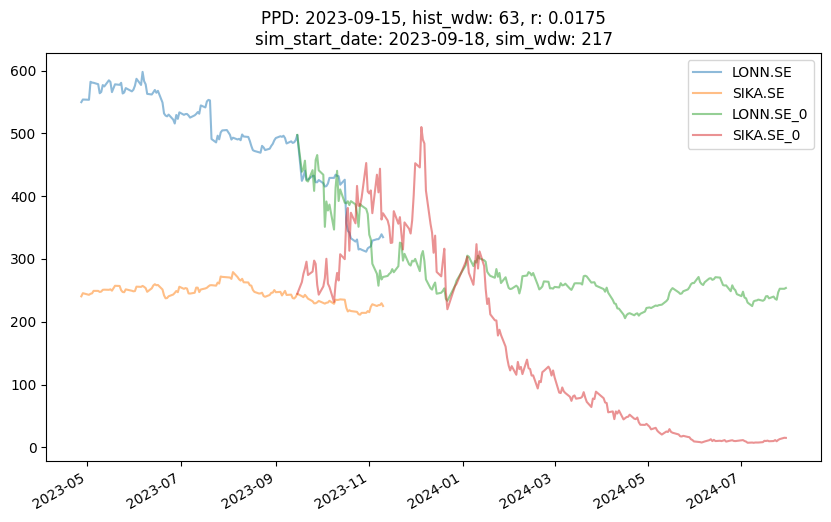 PPD: 2023-09-15, hist_wdw: 63, r: 0.0175
sim_start_date: 2023-09-18, sim_wdw: 217
LONN.SE
SIKA.SE
LONN.SE_0
SIKA.SE_0
600
500
400
300
200
100
0
2023-05
2023-07
2023-09
2023-11
2024-01
2024-03
2024-05
2024-07